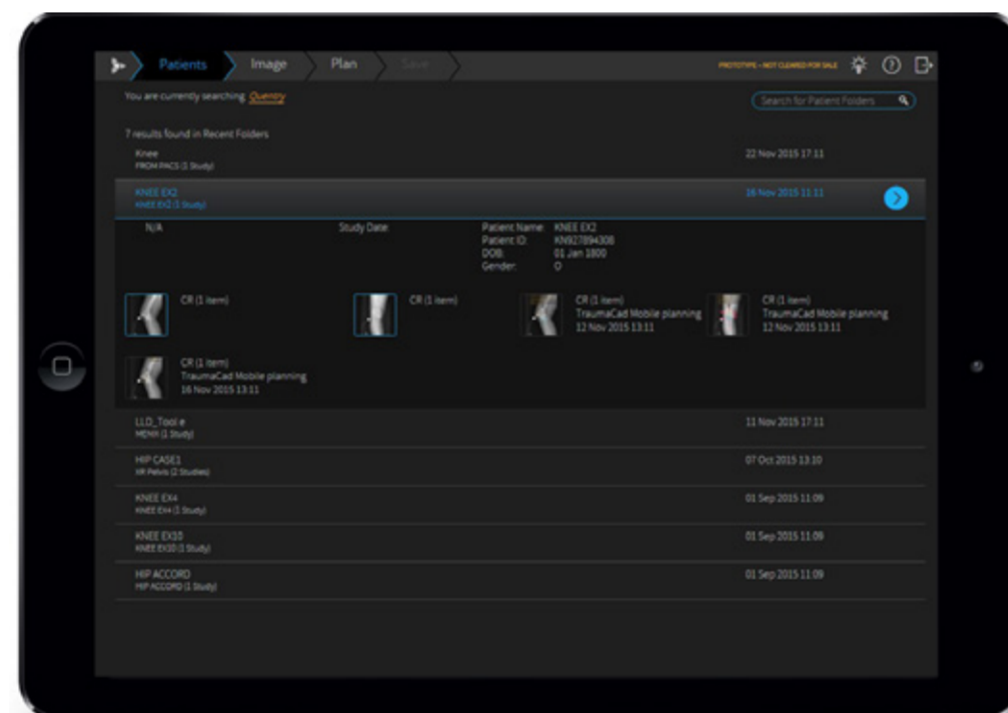 Patients Image Plan Save PROTOTYPE – NOT CLEARED FOR SALE
You are currently searching Quentry
Search for Patient Folders
7 results found in Recent Folders
Knee 22 Nov 2015 17:11
FROM PACS (1 Study)
KNEE EX2 16 Nov 2015 11:11
KNEE EX2 (1 Study)
N/A Study Date: Patient Name: KNEE EX2
Patient ID: KN927894308
DOB: 01 Jan 1800
Gender: O
CR (1 item) CR (1 item) CR (1 item) CR (1 item)
TraumaCad Mobile planning TraumaCad Mobile planning
12 Nov 2015 13:11 12 Nov 2015 13:11
CR (1 item)
TraumaCad Mobile planning
16 Nov 2015 13:11
LLD_Tool e 11 Nov 2015 17:11
(1 Study)
HIP CASE1 07 Oct 2015 13:10
XR Pelvis (2 Studies)
KNEE EX4 01 Sep 2015 11:09
KNEE EX4 (1 Study)
KNEE EX10 01 Sep 2015 11:09
KNEE EX10 (1 Study)
HIP ACCORD 01 Sep 2015 11:09
HIP ACCORD (1 Study)